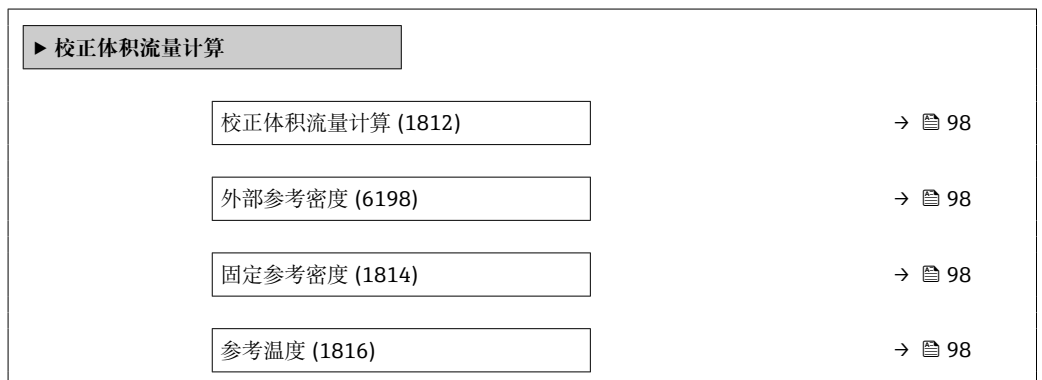 ▶ 校正体积流量计算
校正体积流量计算 (1812) → 98
外部参考密度 (6198) → 98
固定参考密度 (1814) → 98
参考温度 (1816) → 98